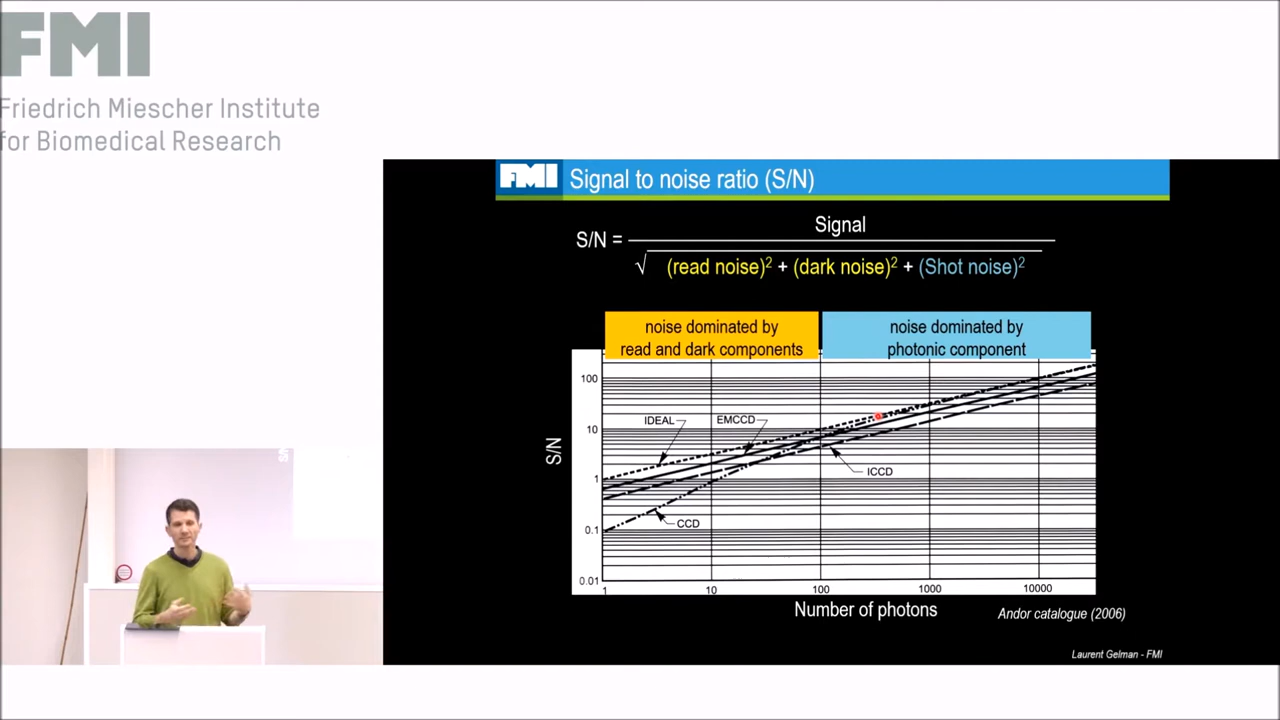 FMI
Friedrich Miescher Institute
for Biomedical Research
FMI Signal to noise ratio (S/N)
Signal
S/N =
√ (read noise)² + (dark noise)² + (Shot noise)²
noise dominated by
read and dark components
noise dominated by
photonic component
100
10
1
0.1
0.01
S/N
IDEAL
EMCCD
ICCD
CCD
1 10 100 1000 10000
Number of photons
Andor catalogue (2006)
Laurent Gelman - FMI